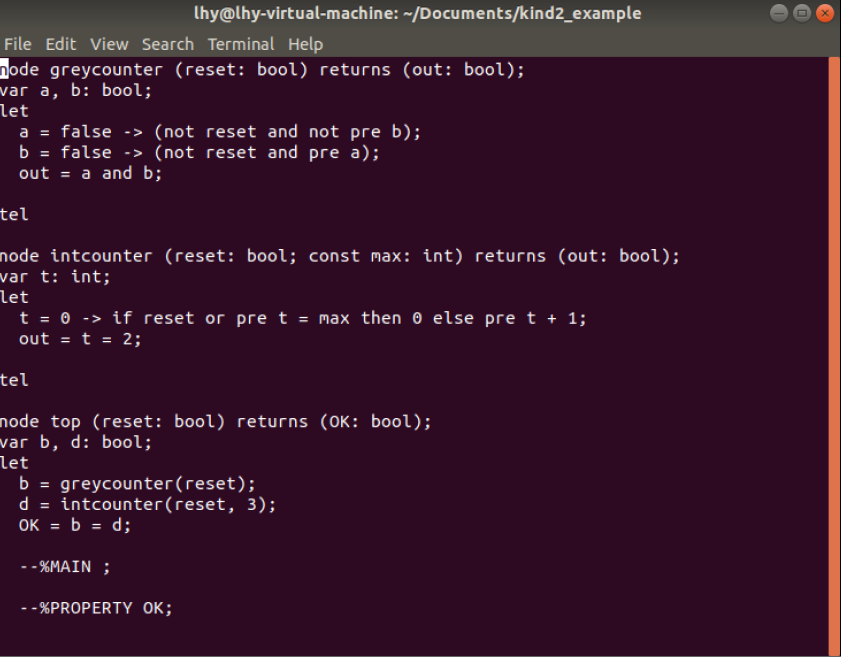 lhy@lhy-virtual-machine: ~/Documents/kind2_example
File Edit View Search Terminal Help
node greycounter (reset: bool) returns (out: bool);
var a, b: bool;
let
  a = false -> (not reset and not pre b);
  b = false -> (not reset and pre a);
  out = a and b;
tel
node intcounter (reset: bool; const max: int) returns (out: bool);
var t: int;
let
  t = 0 -> if reset or pre t = max then 0 else pre t + 1;
  out = t = 2;
tel
node top (reset: bool) returns (OK: bool);
var b, d: bool;
let
  b = greycounter(reset);
  d = intcounter(reset, 3);
  OK = b = d;
  --%MAIN ;
  --%PROPERTY OK;